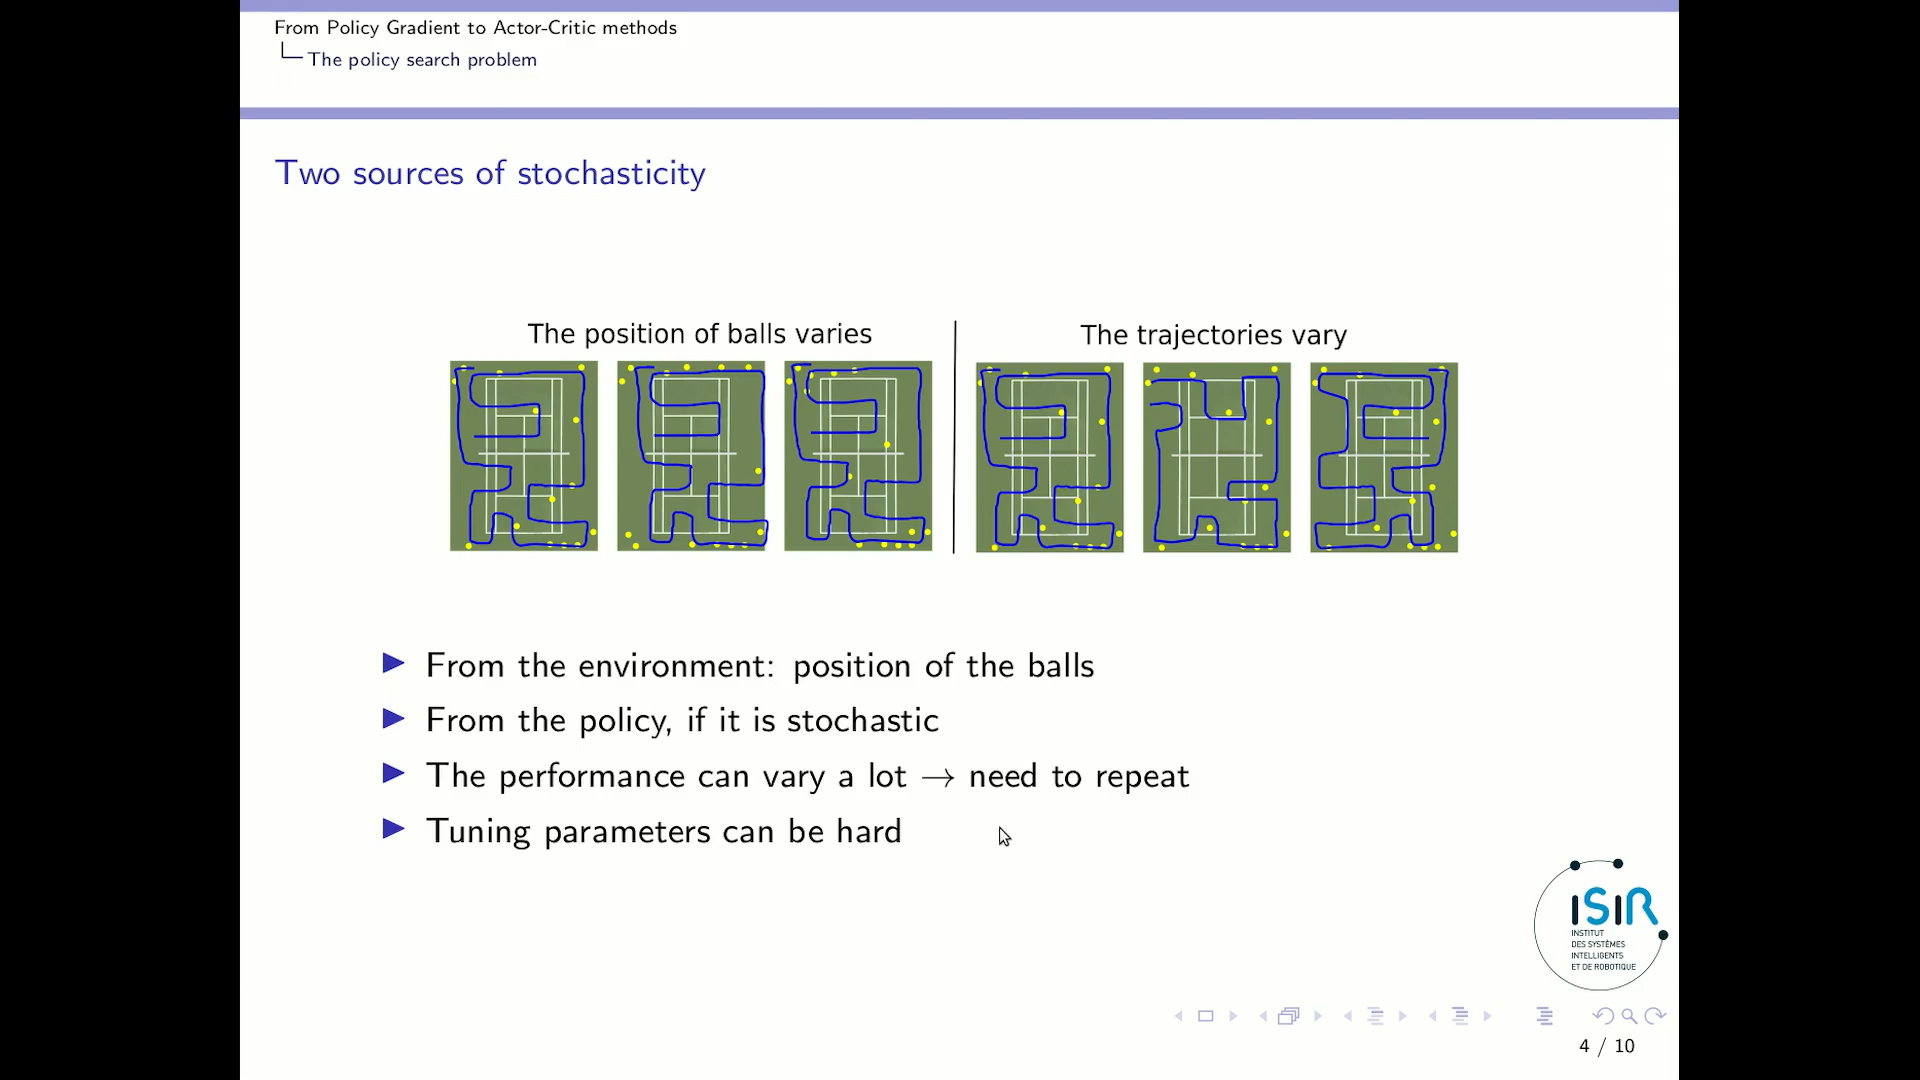 From Policy Gradient to Actor-Critic methods
The policy search problem
Two sources of stochasticity
The position of balls varies
The trajectories vary
From the environment: position of the balls
From the policy, if it is stochastic
The performance can vary a lot → need to repeat
Tuning parameters can be hard
ISIR
INSTITUT
DES SYSTÈMES
INTELLIGENTS
ET DE ROBOTIQUE
4 / 10